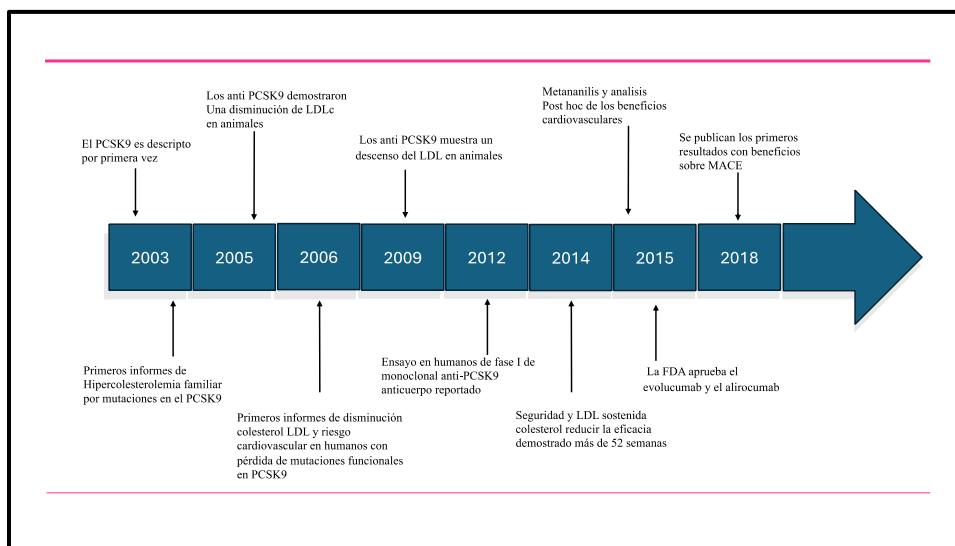 Los anti PCSK9 demostraron
Una disminución de LDLc
en animales
El PCSK9 es descripto
por primera vez
Los anti PCSK9 muestra un
descenso del LDL en animales
Metananilis y analisis
Post hoc de los beneficios
cardiovasculares
Se publican los primeros
resultados con beneficios
sobre MACE
2003
2005
2006
2009
2012
2014
2015
2018
Primeros informes de
Hipercolesterolemia familiar
por mutaciones en el PCSK9
Primeros informes de disminución
colesterol LDL y riesgo
cardiovascular en humanos con
pérdida de mutaciones funcionales
en PCSK9
Ensayo en humanos de fase I de
monoclonal anti-PCSK9
anticuerpo reportado
Seguridad y LDL sostenida
colesterol reducir la eficacia
demostrado más de 52 semanas
La FDA aprueba el
evolucumab y el alirocumab